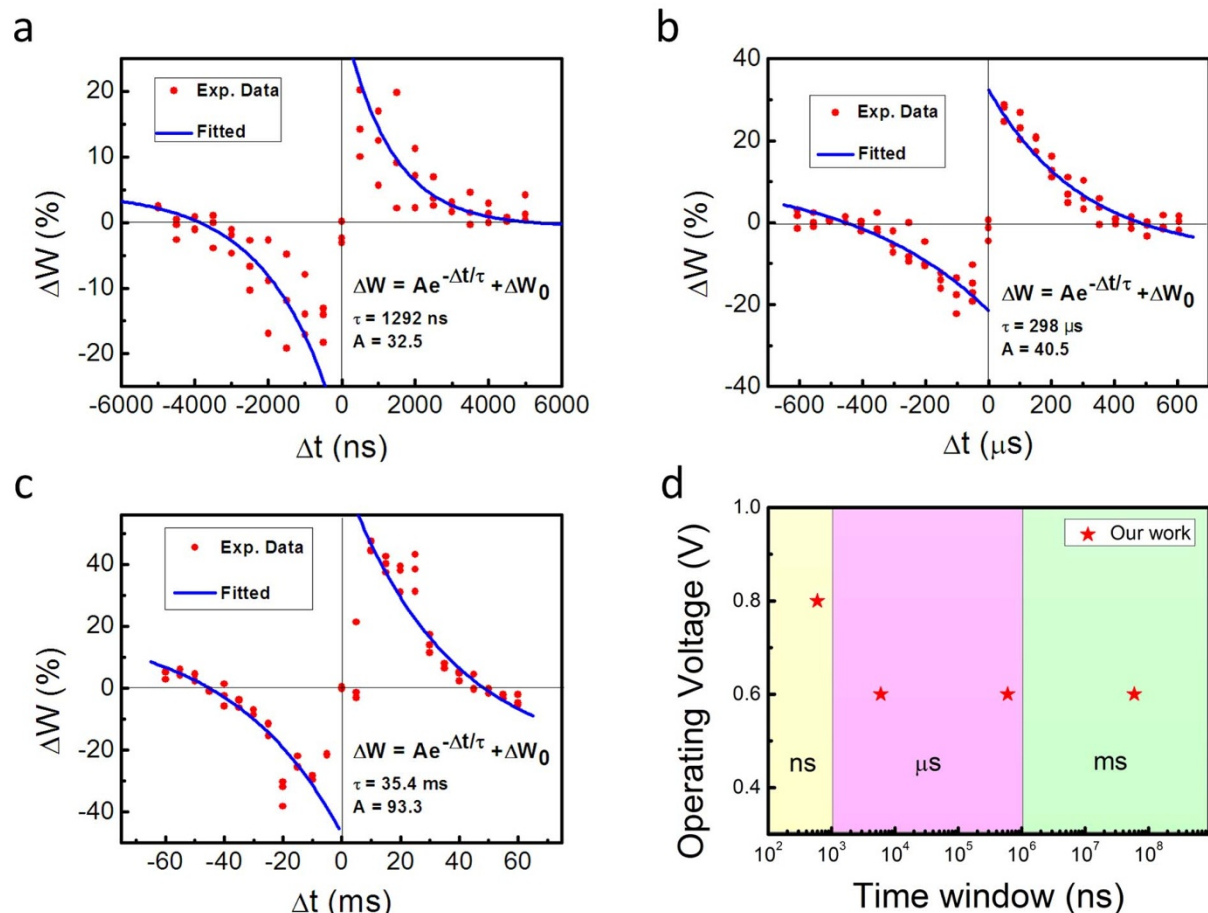 a
20
10
0
-10
-20
ΔW (%)
Exp. Data
Fitted
ΔW = Ae^-Δt/τ + ΔW₀
τ = 1292 ns
A = 32.5
-6000 -4000 -2000 0 2000 4000 6000
Δt (ns)
b
40
20
0
-20
-40
ΔW (%)
Exp. Data
Fitted
ΔW = Ae^-Δt/τ + ΔW₀
τ = 298 μs
A = 40.5
-600 -400 -200 0 200 400 600
Δt (μs)
c
40
20
0
-20
-40
ΔW (%)
Exp. Data
Fitted
ΔW = Ae^-Δt/τ + ΔW₀
τ = 35.4 ms
A = 93.3
-60 -40 -20 0 20 40 60
Δt (ms)
d
1.0
0.8
0.6
0.4
Operating Voltage (V)
Our work
ns μs ms
10² 10³ 10⁴ 10⁵ 10⁶ 10⁷ 10⁸
Time window (ns)